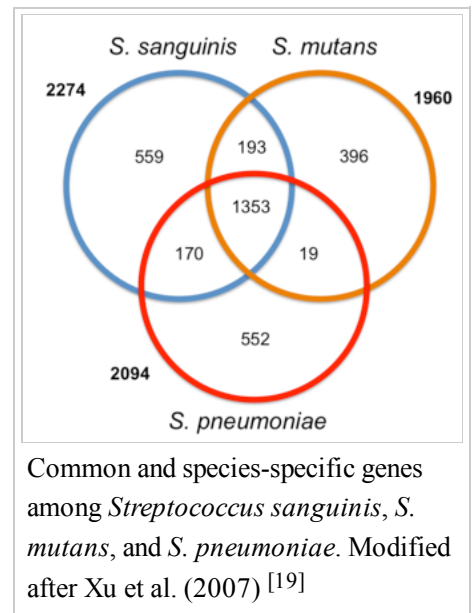 S. sanguinis S. mutans
2274
1960
559
193
396
1353
170
19
552
2094
S. pneumoniae
Common and species-specific genes
among Streptococcus sanguinis, S.
mutans, and S. pneumoniae. Modified
after Xu et al. (2007) [19]